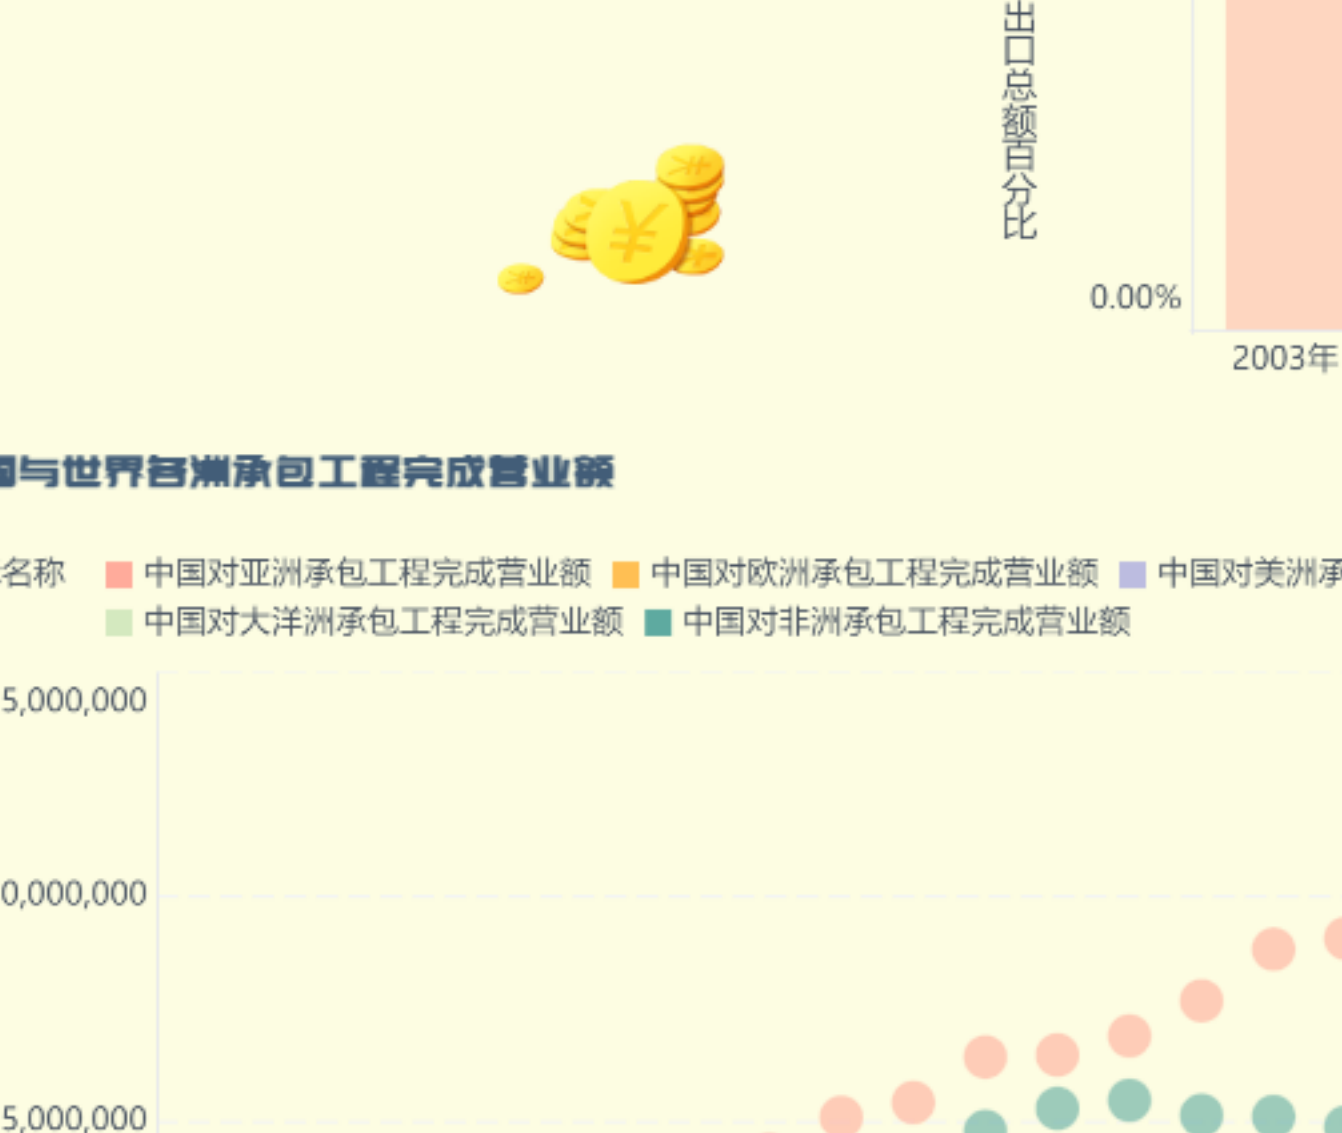 出口总额百分比
0.00%
2003年
与世界各洲承包工程完成营业额
名称
中国对亚洲承包工程完成营业额
中国对欧洲承包工程完成营业额
中国对美洲承
中国对大洋洲承包工程完成营业额
中国对非洲承包工程完成营业额
5,000,000
0,000,000
5,000,000